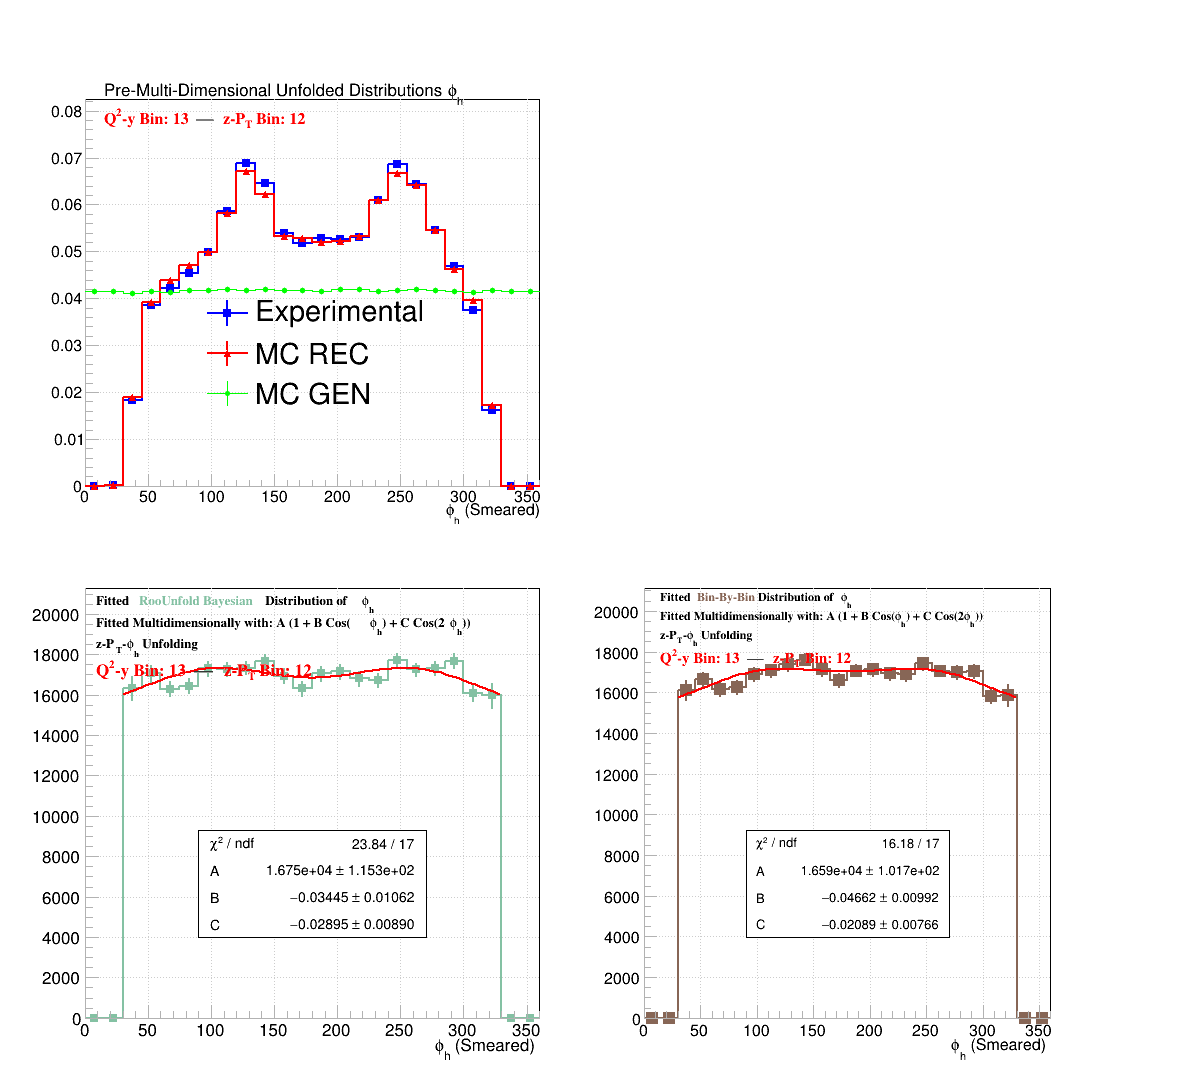 Pre-Multi-Dimensional Unfolded Distributions ϕh
Q2-y Bin: 13 — z-PT Bin: 12
0.08
0.07
0.06
0.05
0.04
0.03
0.02
0.01
0
Experimental
MC REC
MC GEN
0 50 100 150 200 250 300 350
ϕh (Smeared)
Fitted RooUnfold Bayesian Distribution of ϕh
Fitted Multidimensionally with: A (1 + B Cos( ϕh) + C Cos(2 ϕh))
z-PT-ϕh Unfolding
Q2-y Bin: 13 — z-PT Bin: 12
20000
18000
16000
14000
12000
10000
8000
6000
4000
2000
0
χ2 / ndf 23.84 / 17
A 1.675e+04 ± 1.153e+02
B −0.03445 ± 0.01062
C −0.02895 ± 0.00890
0 50 100 150 200 250 300 350
ϕh (Smeared)
Fitted Bin-By-Bin Distribution of ϕh
Fitted Multidimensionally with: A (1 + B Cos(ϕh) + C Cos(2ϕh))
z-PT-ϕh Unfolding
Q2-y Bin: 13 — z-PT Bin: 12
20000
18000
16000
14000
12000
10000
8000
6000
4000
2000
0
χ2 / ndf 16.18 / 17
A 1.659e+04 ± 1.017e+02
B −0.04662 ± 0.00992
C −0.02089 ± 0.00766
0 50 100 150 200 250 300 350
ϕh (Smeared)